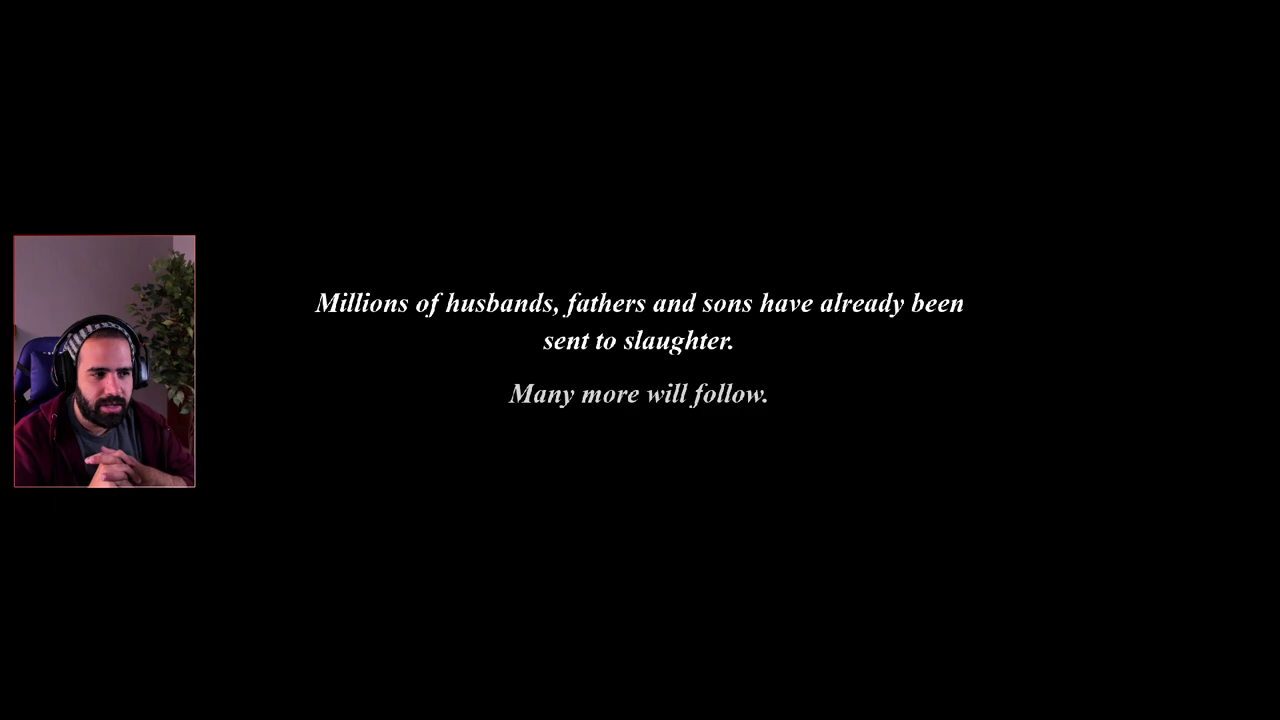 Millions of husbands, fathers and sons have already been
sent to slaughter.
Many more will follow.